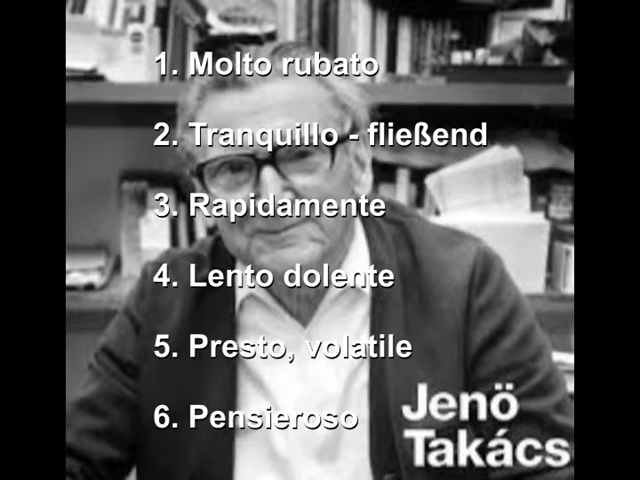 1. Molto rubato
2. Tranquillo - fließend
3. Rapidamente
4. Lento dolente
5. Presto, volatile
6. Pensieroso
Jenö
Takács